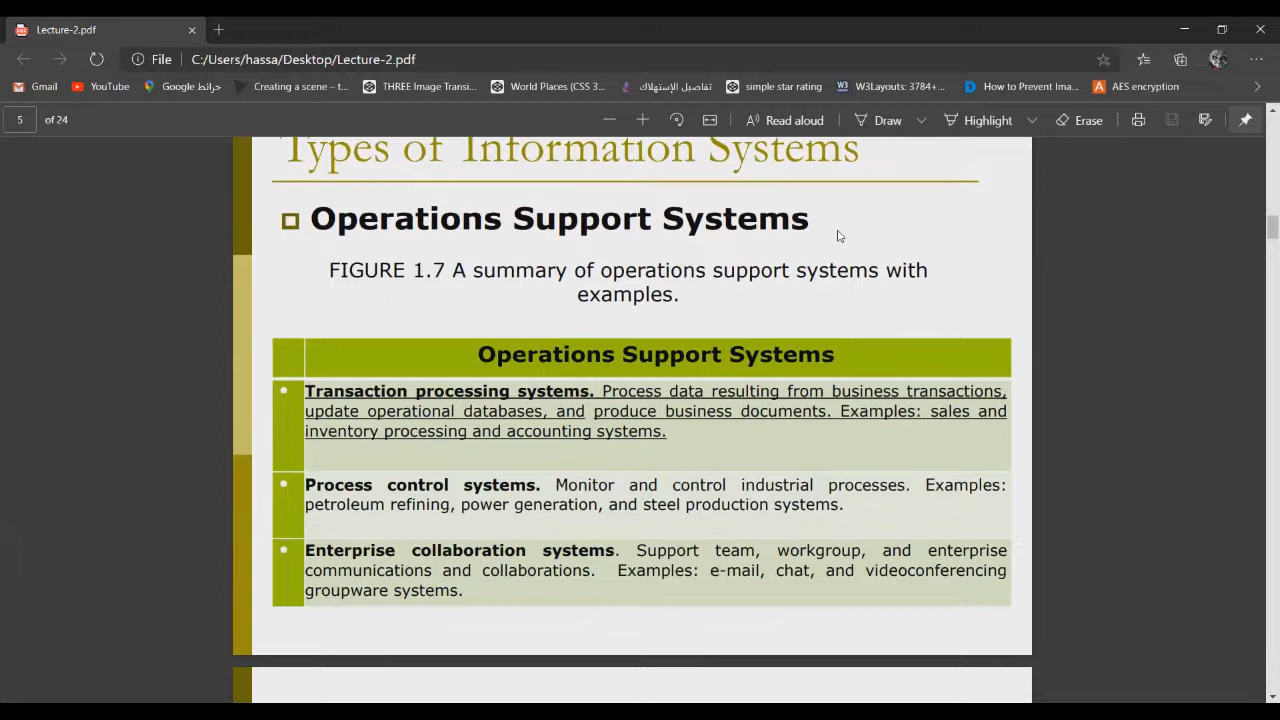 Lecture-2.pdf
File C:/Users/hassa/Desktop/Lecture-2.pdf
Gmail YouTube خرائط Google Creating a scene – t... THREE Image Transi... World Places (CSS 3... تفاصيل الإستهلاك simple star rating W3Layouts: 3784+... How to Prevent Ima... AES encryption
5 of 24 Read aloud Draw Highlight Erase
Types of Information Systems
Operations Support Systems
FIGURE 1.7 A summary of operations support systems with
examples.
Operations Support Systems
Transaction processing systems. Process data resulting from business transactions,
update operational databases, and produce business documents. Examples: sales and
inventory processing and accounting systems.
Process control systems. Monitor and control industrial processes. Examples:
petroleum refining, power generation, and steel production systems.
Enterprise collaboration systems. Support team, workgroup, and enterprise
communications and collaborations. Examples: e-mail, chat, and videoconferencing
groupware systems.